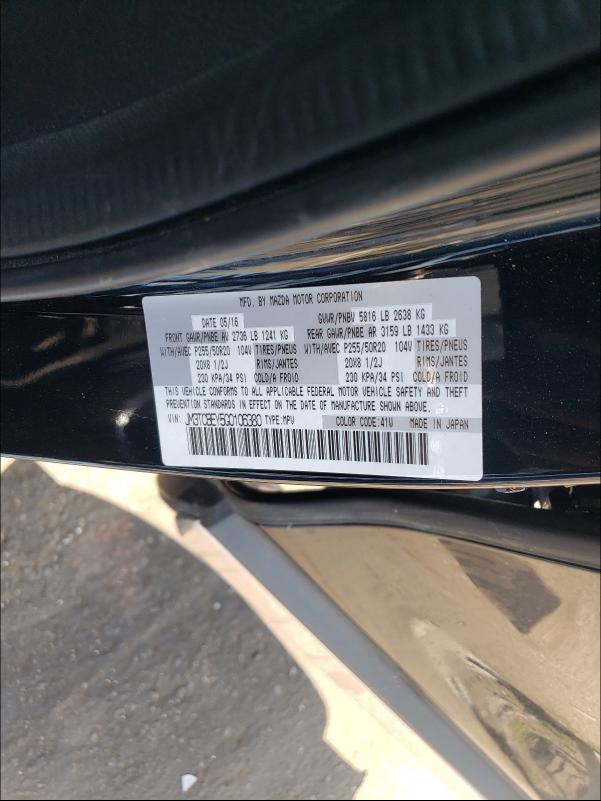 MFD. BY MAZDA MOTOR CORPORATION
DATE 05/16 GVWR/PNBV 5816 LB 2638 KG
FRONT GAWR/PNBE AV 2736 LB 1241 KG REAR GAWR/PNBE AR 3159 LB 1433 KG
WITH/AVEC P255/50R20 104V TIRES/PNEUS WITH/AVEC P255/50R20 104V TIRES/PNEUS
20X8 1/2J RIMS/JANTES 20X8 1/2J RIMS/JANTES
230 KPA/34 PSI COLD/A FROID 230 KPA/34 PSI COLD/A FROID
THIS VEHICLE CONFORMS TO ALL APPLICABLE FEDERAL MOTOR VEHICLE SAFETY AND THEFT
PREVENTION STANDARDS IN EFFECT ON THE DATE OF MANUFACTURE SHOWN ABOVE.
VIN: TYPE:MPV COLOR CODE:41U MADE IN JAPAN